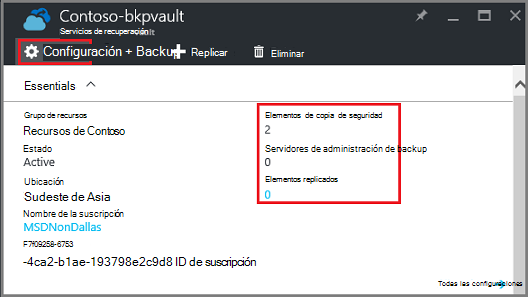 Contoso-bkpvault
Servicios de recuperación
Configuración + Backup Replicar Eliminar
Essentials
Grupo de recursos
Recursos de Contoso
Estado
Active
Ubicación
Sudeste de Asia
Nombre de la suscripción
MSDNonDallas
F7f09258-6753
-4ca2-b1ae-193798e2c9d8 ID de suscripción
Elementos de copia de seguridad
2
Servidores de administración de backup
0
Elementos replicados
0
Todas las configuraciones